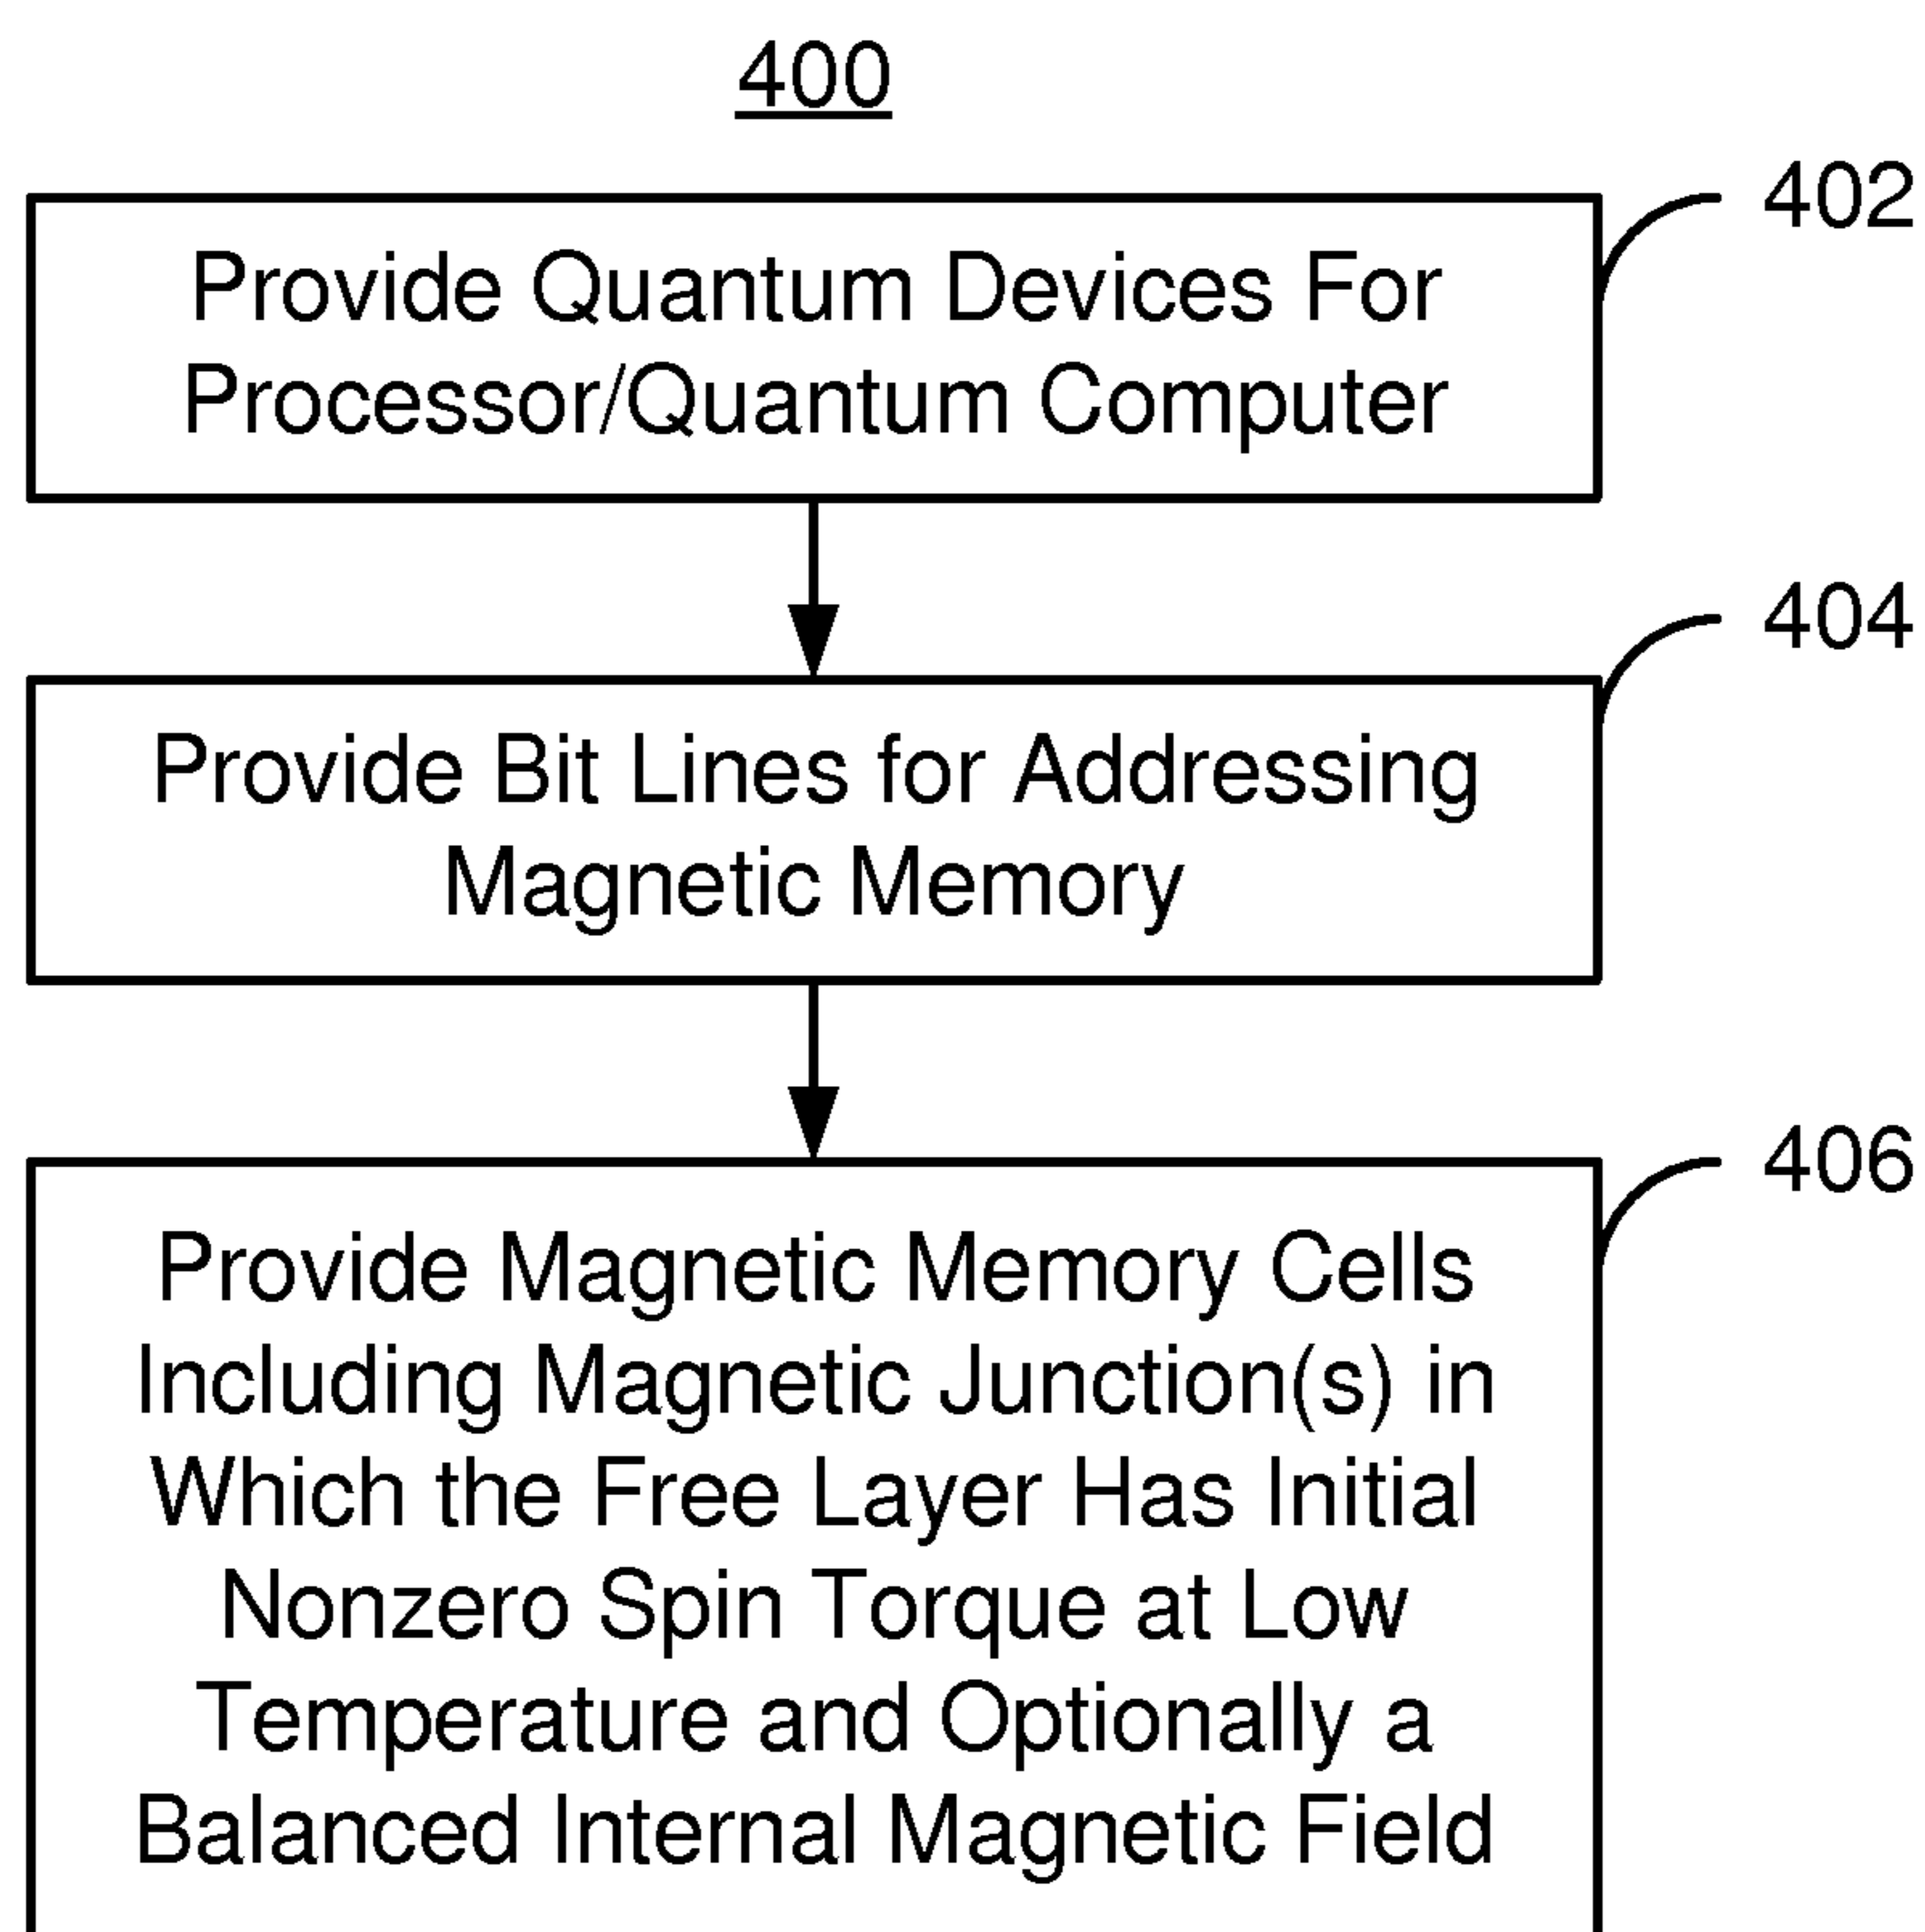 400
402
Provide Quantum Devices For
Processor/Quantum Computer
404
Provide Bit Lines for Addressing
Magnetic Memory
406
Provide Magnetic Memory Cells
Including Magnetic Junction(s) in
Which the Free Layer Has Initial
Nonzero Spin Torque at Low
Temperature and Optionally a
Balanced Internal Magnetic Field